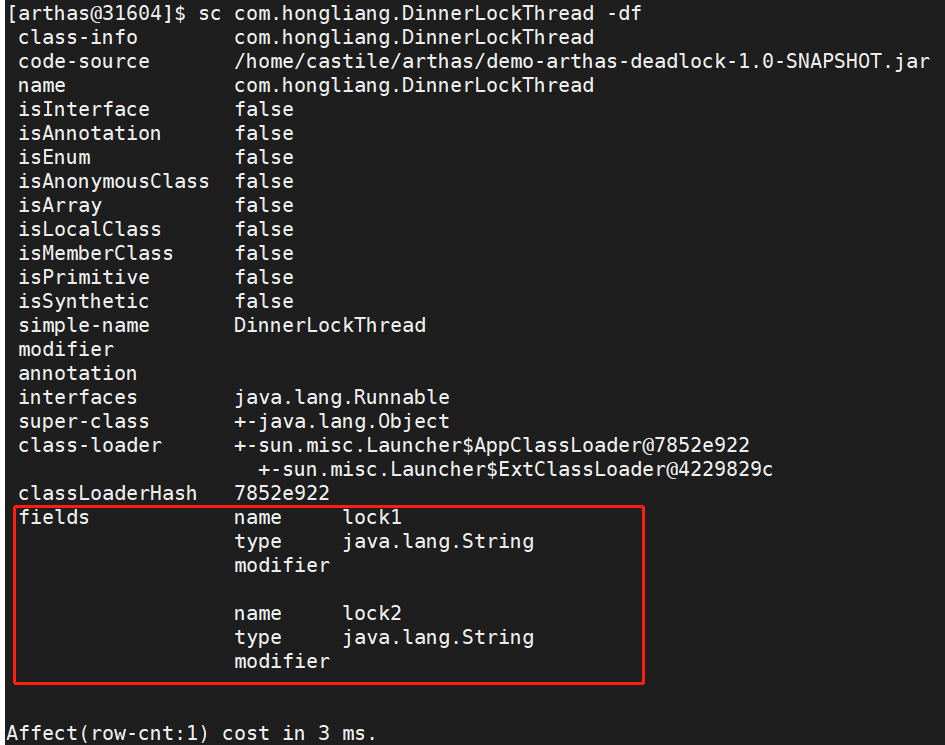 [arthas@31604]$ sc com.hongliang.DinnerLockThread -df
class-info com.hongliang.DinnerLockThread
code-source /home/castile/arthas/demo-arthas-deadlock-1.0-SNAPSHOT.jar
name com.hongliang.DinnerLockThread
isInterface false
isAnnotation false
isEnum false
isAnonymousClass false
isArray false
isLocalClass false
isMemberClass false
isPrimitive false
isSynthetic false
simple-name DinnerLockThread
modifier
annotation
interfaces java.lang.Runnable
super-class +-java.lang.Object
class-loader +-sun.misc.Launcher$AppClassLoader@7852e922
+-sun.misc.Launcher$ExtClassLoader@4229829c
classLoaderHash 7852e922
fields name lock1
type java.lang.String
modifier
name lock2
type java.lang.String
modifier
Affect(row-cnt:1) cost in 3 ms.